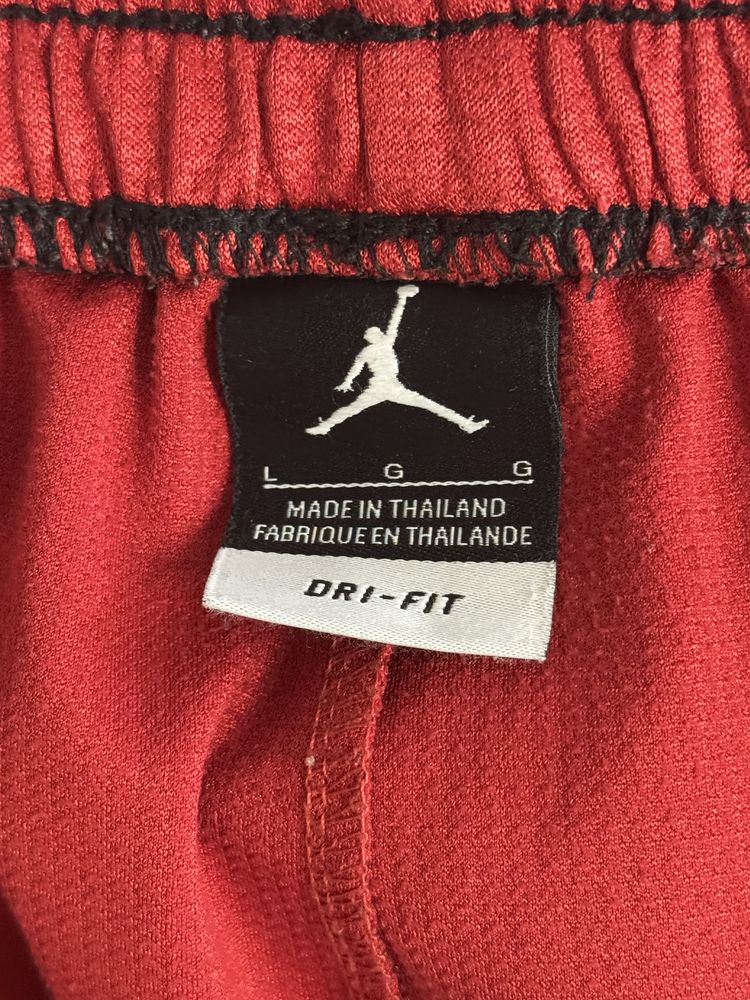 L G G
MADE IN THAILAND
FABRIQUE EN THAILANDE
DRI-FIT